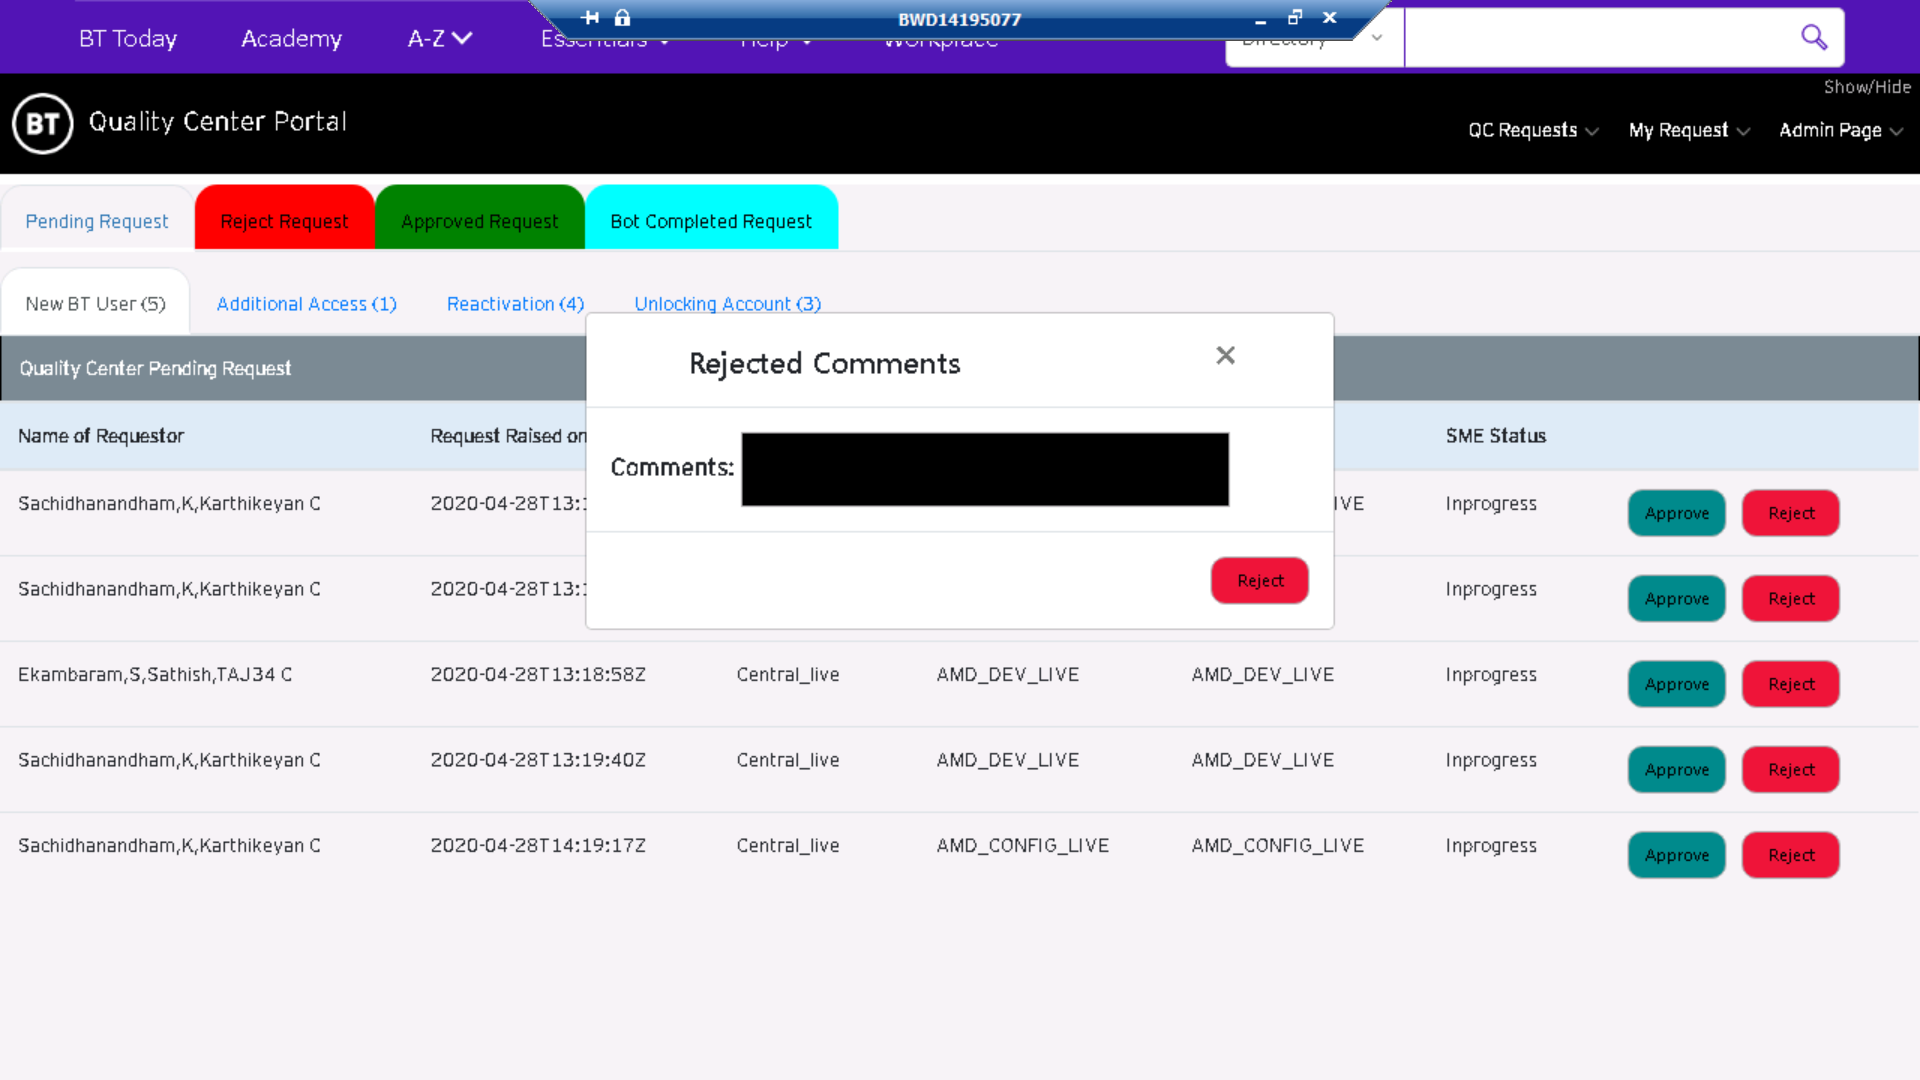 BWD14195077
BT Today Academy A-Z Essentials Help Workplace Directory
Show/Hide
BT Quality Center Portal
QC Requests My Request Admin Page
Pending Request Reject Request Approved Request Bot Completed Request
New BT User (5) Additional Access (1) Reactivation (4) Unlocking Account (3)
Quality Center Pending Request
Rejected Comments ×
Comments:
Reject
Name of Requestor Request Raised on SME Status
Sachidhanandham,K,Karthikeyan C 2020-04-28T13:1 IVE Inprogress Approve Reject
Sachidhanandham,K,Karthikeyan C 2020-04-28T13:1 Inprogress Approve Reject
Ekambaram,S,Sathish,TAJ34 C 2020-04-28T13:18:58Z Central_live AMD_DEV_LIVE AMD_DEV_LIVE Inprogress Approve Reject
Sachidhanandham,K,Karthikeyan C 2020-04-28T13:19:40Z Central_live AMD_DEV_LIVE AMD_DEV_LIVE Inprogress Approve Reject
Sachidhanandham,K,Karthikeyan C 2020-04-28T14:19:17Z Central_live AMD_CONFIG_LIVE AMD_CONFIG_LIVE Inprogress Approve Reject